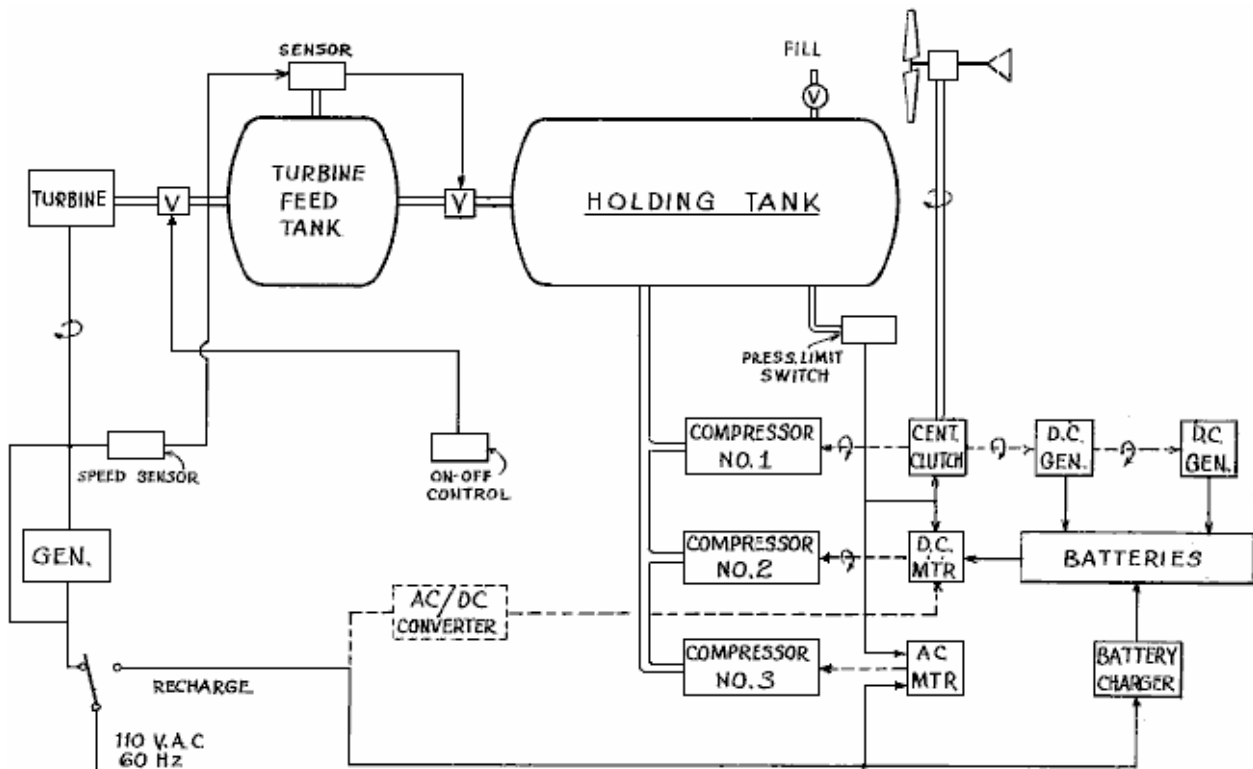 SENSOR
FILL
V
TURBINE
V
TURBINE
FEED
TANK
V
HOLDING TANK
PRESS. LIMIT
SWITCH
COMPRESSOR
NO.1
CENT.
CLUTCH
D.C.
GEN.
D.C.
GEN.
SPEED SENSOR
ON-OFF
CONTROL
GEN.
COMPRESSOR
NO.2
D.C.
MTR
BATTERIES
AC/DC
CONVERTER
COMPRESSOR
NO.3
AC
MTR
BATTERY
CHARGER
RECHARGE
110 V.A.C
60 Hz